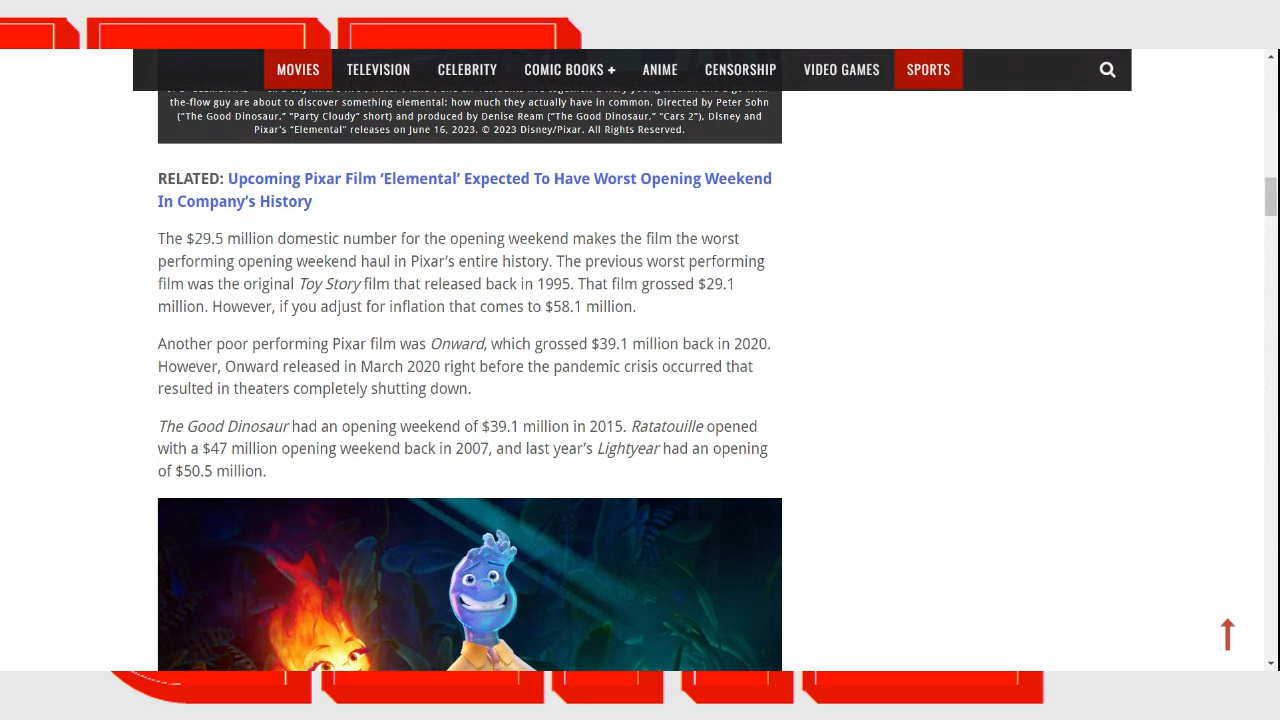 MOVIES TELEVISION CELEBRITY COMIC BOOKS + ANIME CENSORSHIP VIDEO GAMES SPORTS
the-flow guy are about to discover something elemental: how much they actually have in common. Directed by Peter Sohn
("The Good Dinosaur," "Party Cloudy" short) and produced by Denise Ream ("The Good Dinosaur," "Cars 2"), Disney and
Pixar's "Elemental" releases on June 16, 2023. © 2023 Disney/Pixar. All Rights Reserved.
RELATED: Upcoming Pixar Film ‘Elemental’ Expected To Have Worst Opening Weekend
In Company’s History
The $29.5 million domestic number for the opening weekend makes the film the worst
performing opening weekend haul in Pixar’s entire history. The previous worst performing
film was the original Toy Story film that released back in 1995. That film grossed $29.1
million. However, if you adjust for inflation that comes to $58.1 million.
Another poor performing Pixar film was Onward, which grossed $39.1 million back in 2020.
However, Onward released in March 2020 right before the pandemic crisis occurred that
resulted in theaters completely shutting down.
The Good Dinosaur had an opening weekend of $39.1 million in 2015. Ratatouille opened
with a $47 million opening weekend back in 2007, and last year’s Lightyear had an opening
of $50.5 million.